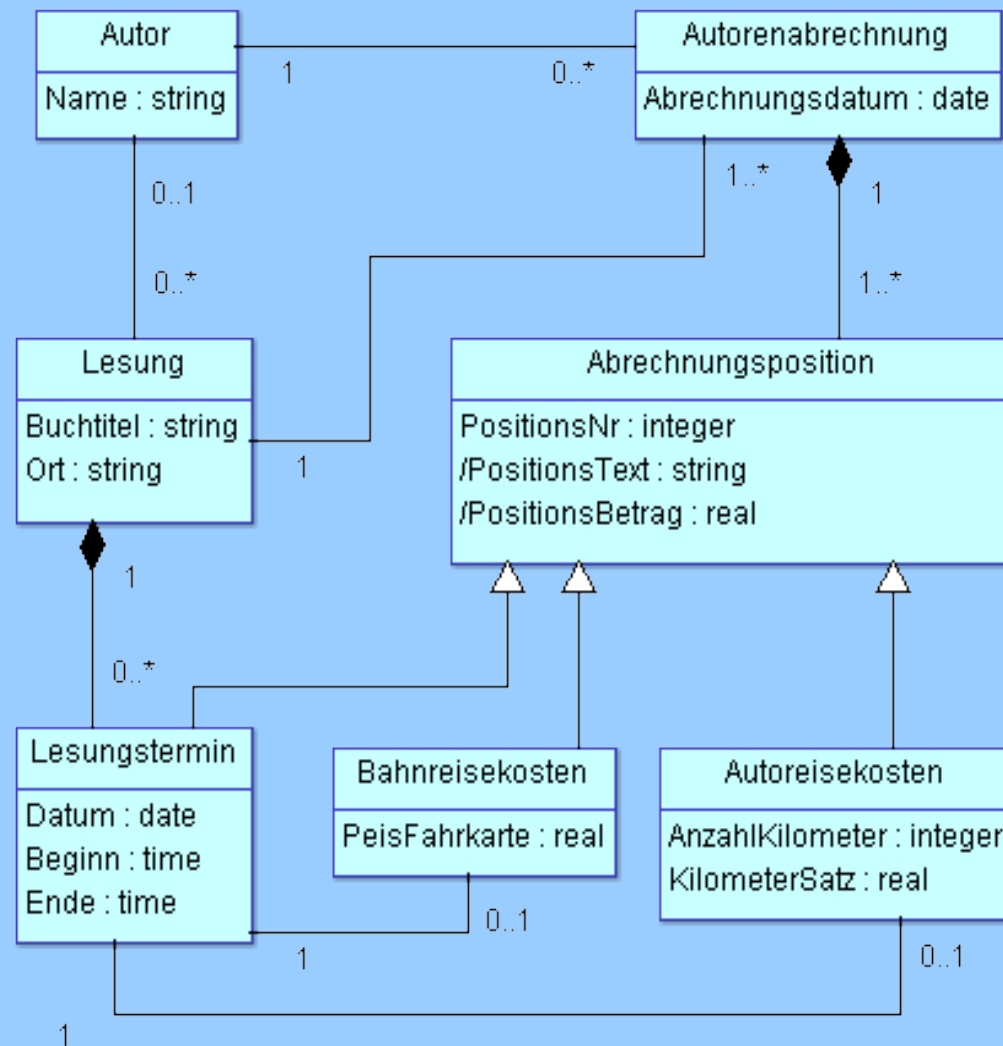 Autor
Name : string
1
0..*
Autorenabrechnung
Abrechnungsdatum : date
0..1
0..*
1..*
1
1..*
Lesung
Buchtitel : string
Ort : string
1
Abrechnungsposition
PositionsNr : integer
/PositionsText : string
/PositionsBetrag : real
1
0..*
Lesungstermin
Datum : date
Beginn : time
Ende : time
Bahnreisekosten
PeisFahrkarte : real
Autoreisekosten
AnzahlKilometer : integer
KilometerSatz : real
0..1
1
0..1
1